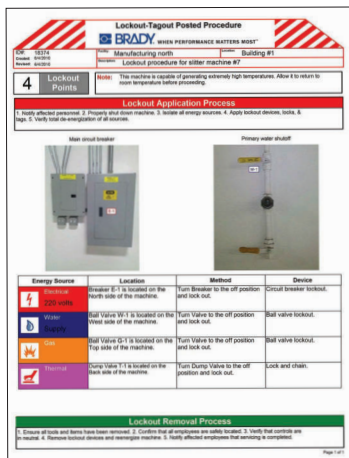 Lockout-Tagout Posted Procedure
BRADY WHEN PERFORMANCE MATTERS MOST
ID#: 18374
Facility: Manufacturing north
Location: Building #1
Created: 
Revised: 
Description: Lockout procedure for slitter machine #7
4 Lockout Points
Note: This machine is capable of generating extremely high temperatures. Allow it to return to
room temperature before proceeding.
Lockout Application Process
1. Notify affected personnel. 2. Properly shut down machine. 3. Isolate all energy sources. 4. Apply lockout devices, locks, &
tags. 5. Verify total de-energization of all sources.
Main circuit breaker
Primary water shutoff
Energy Source Location Method Device
Electrical
220 volts
Breaker E-1 is located on the
North side of the machine.
Turn Breaker to the off position
and lock out.
Circuit breaker lockout.
Water
Supply
Ball Valve W-1 is located on the
West side of the machine.
Turn Valve to the off position
and lock out.
Ball valve lockout.
Gas
Ball Valve G-1 is located on the
Top side of the machine.
Turn Valve to the off position
and lock out.
Ball valve lockout.
Thermal
Dump Valve T-1 is located on the
Back side of the machine.
Turn Dump Valve to the off
position and lock out.
Lock and chain.
Lockout Removal Process
1. Ensure all tools and items have been removed. 2. Confirm that all employees are safely located. 3. Verify that controls are
in neutral. 4. Remove lockout devices and reenergize machine. 5. Notify affected employees that servicing is completed.
Page 1 of 1